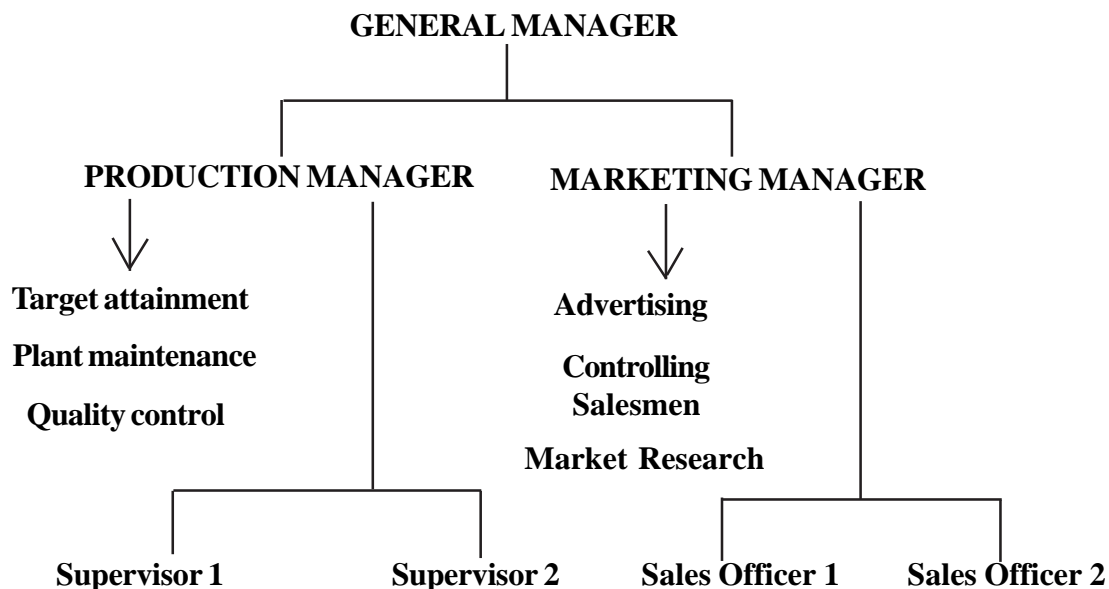 GENERAL MANAGER
PRODUCTION MANAGER
MARKETING MANAGER
Target attainment
Plant maintenance
Quality control
Advertising
Controlling
Salesmen
Market Research
Supervisor 1
Supervisor 2
Sales Officer 1
Sales Officer 2